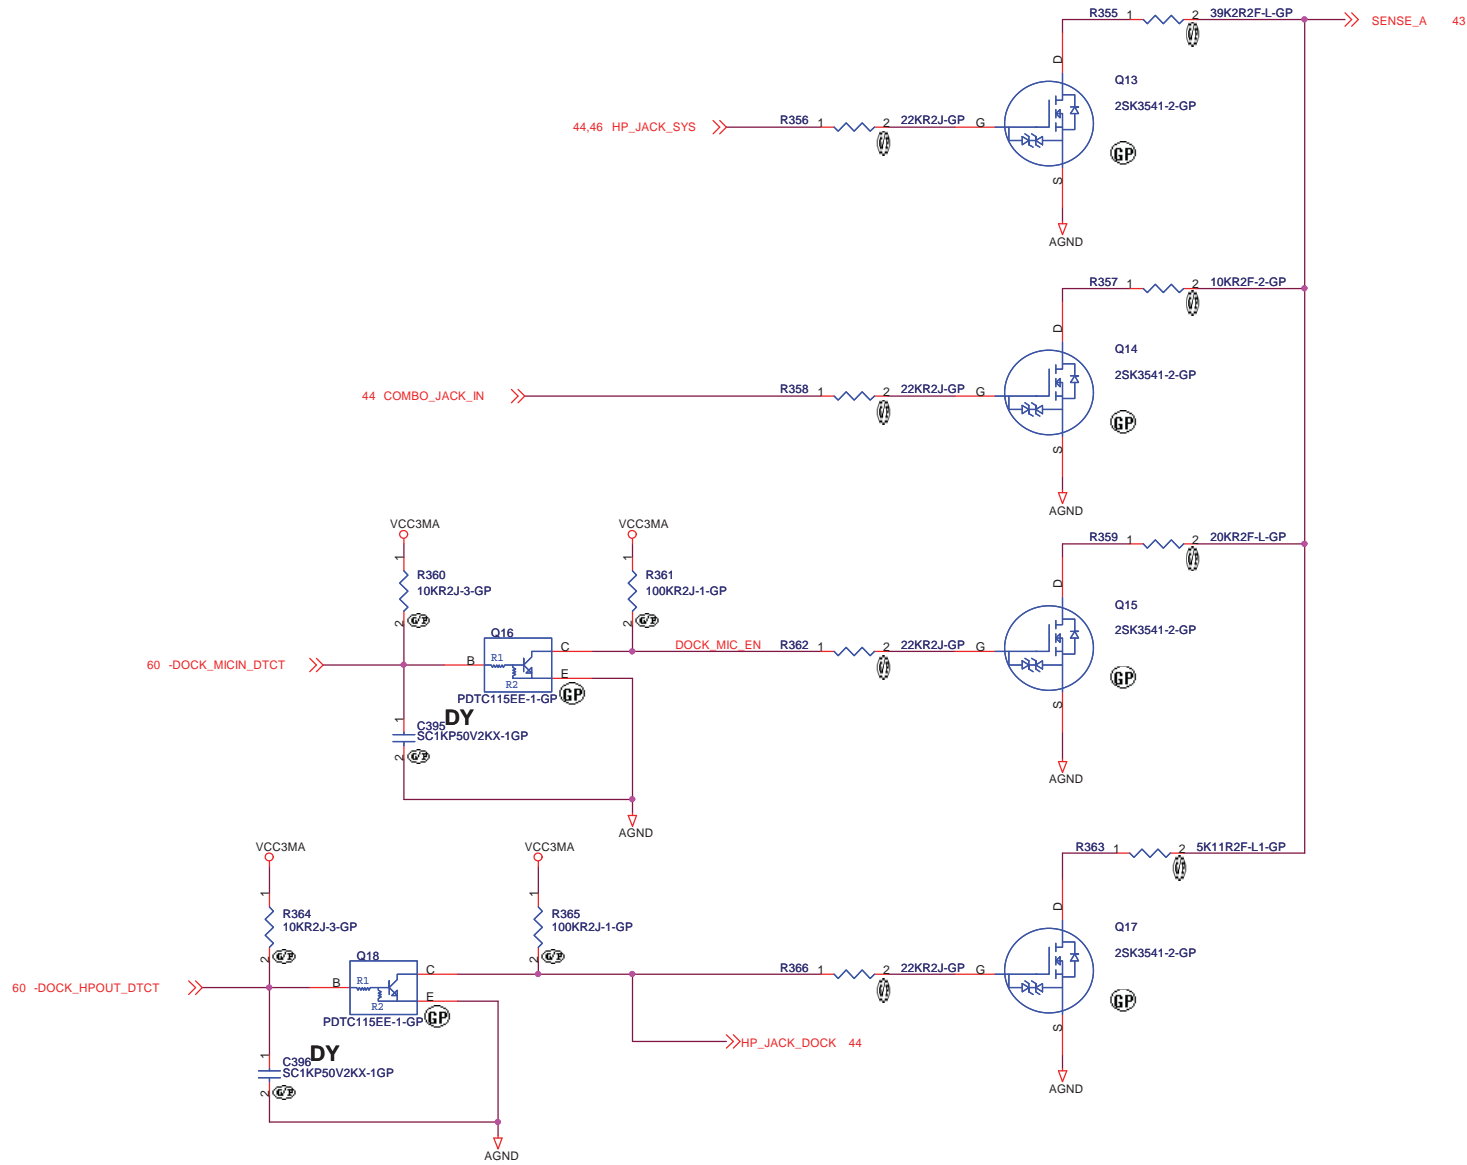 R355 1 2 39K2R2F-L-GP
SENSE_A 43
D
Q13
2SK3541-2-GP
44,46 HP_JACK_SYS
R356 1 2 22KR2J-GP G
GP
S
AGND
R357 1 2 10KR2F-2-GP
D
Q14
2SK3541-2-GP
44 COMBO_JACK_IN
R358 1 2 22KR2J-GP G
GP
S
AGND
VCC3MA
VCC3MA
R359 1 2 20KR2F-L-GP
1
R360
10KR2J-3-GP
2 G/P
1
R361
100KR2J-1-GP
2 G/P
D
Q15
2SK3541-2-GP
60 -DOCK_MICIN_DTCT
B
Q16
R1
R2
C
E
PDTC115EE-1-GP
GP
DOCK_MIC_EN
R362 1 2 22KR2J-GP G
GP
S
AGND
DY
1
C395
SC1KP50V2KX-1GP
2 G/P
AGND
VCC3MA
VCC3MA
R363 1 2 5K11R2F-L1-GP
1
R364
10KR2J-3-GP
2 G/P
1
R365
100KR2J-1-GP
2 G/P
D
Q17
2SK3541-2-GP
60 -DOCK_HPOUT_DTCT
B
Q18
R1
R2
C
E
PDTC115EE-1-GP
GP
R366 1 2 22KR2J-GP G
GP
S
HP_JACK_DOCK 44
AGND
DY
1
C396
SC1KP50V2KX-1GP
2 G/P
AGND